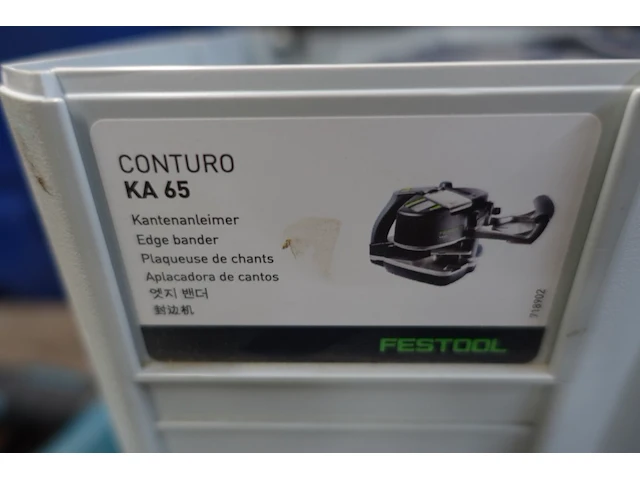 CONTURO
KA 65
Kantenanleimer
Edge bander
Plaqueuse de chants
Aplacadora de cantos
엣지 밴더
封边机
718902
FESTOOL